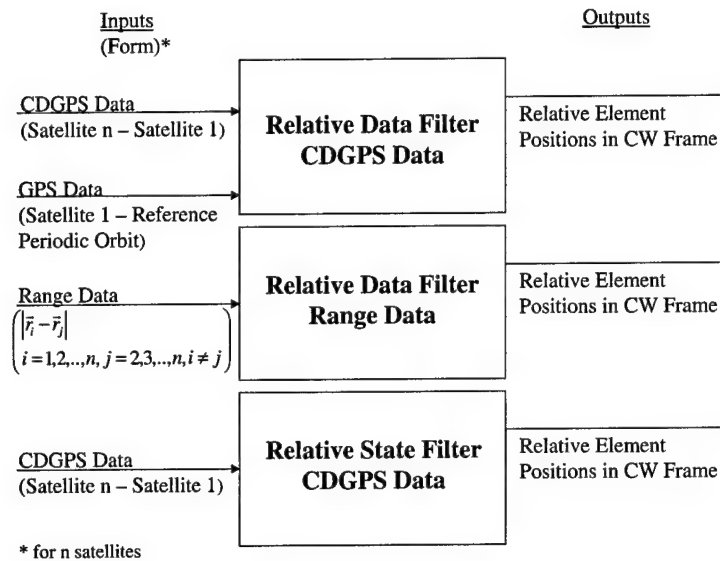 Inputs
(Form)*
Outputs
CDGPS Data
(Satellite n – Satellite 1)
GPS Data
(Satellite 1 – Reference
Periodic Orbit)
Relative Data Filter
CDGPS Data
Relative Element
Positions in CW Frame
Range Data
(|r⃗i − r⃗j|
i = 1,2,..,n, j = 2,3,..,n, i ≠ j)
Relative Data Filter
Range Data
Relative Element
Positions in CW Frame
CDGPS Data
(Satellite n – Satellite 1)
Relative State Filter
CDGPS Data
Relative Element
Positions in CW Frame
* for n satellites